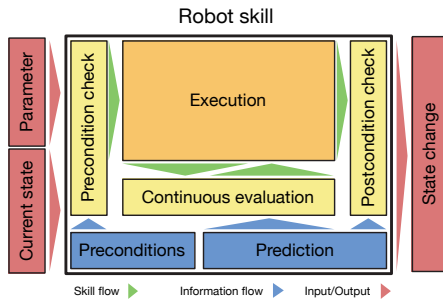 Robot skill
Parameter
Current state
Precondition check
Execution
Continuous evaluation
Postcondition check
State change
Preconditions
Prediction
Skill flow
Information flow
Input/Output